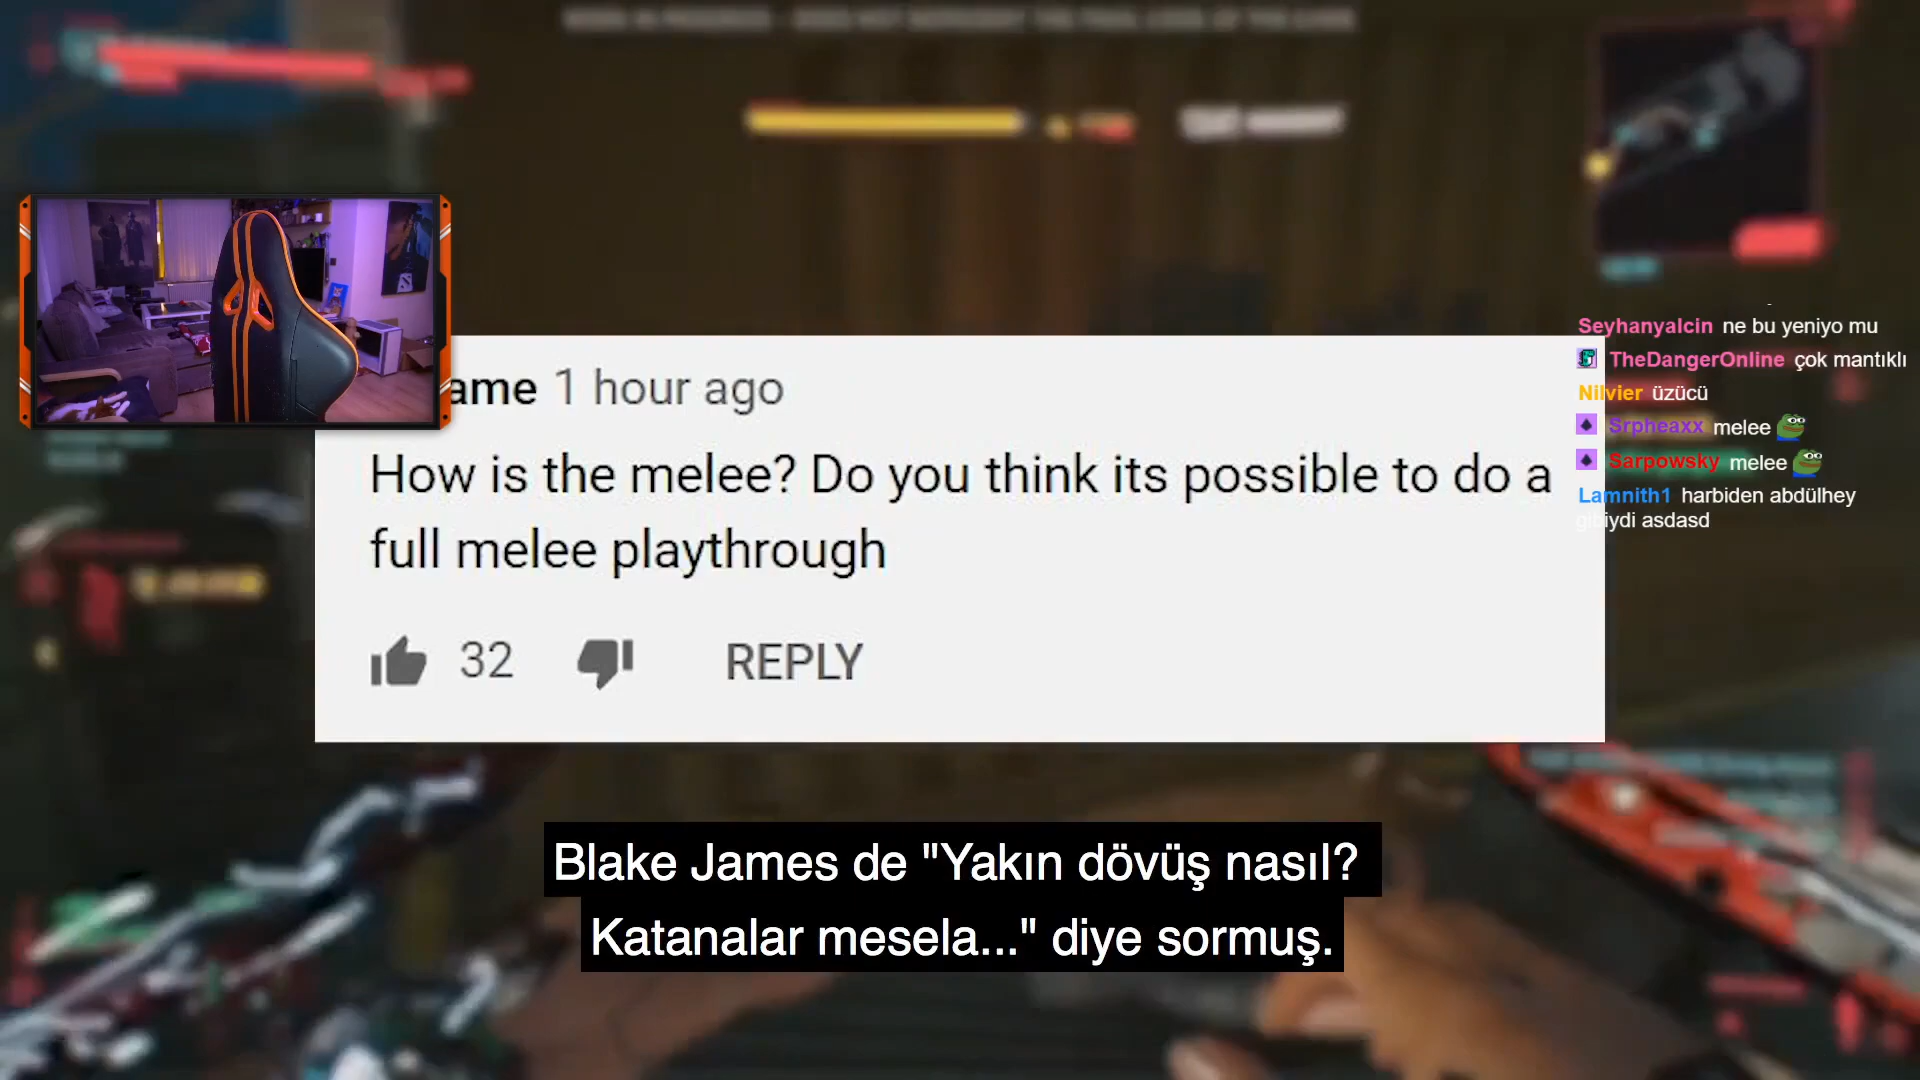 ame 1 hour ago
How is the melee? Do you think its possible to do a
full melee playthrough
32 REPLY
Seyhanyalcin ne bu yeniyo mu
TheDangerOnline çok mantıklı
Nilvier üzücü
Srpheaxx melee
Sarpowsky melee
Lamnith1 harbiden abdülhey
gibiydi asdasd
Blake James de "Yakın dövüş nasıl?
Katanalar mesela..." diye sormuş.